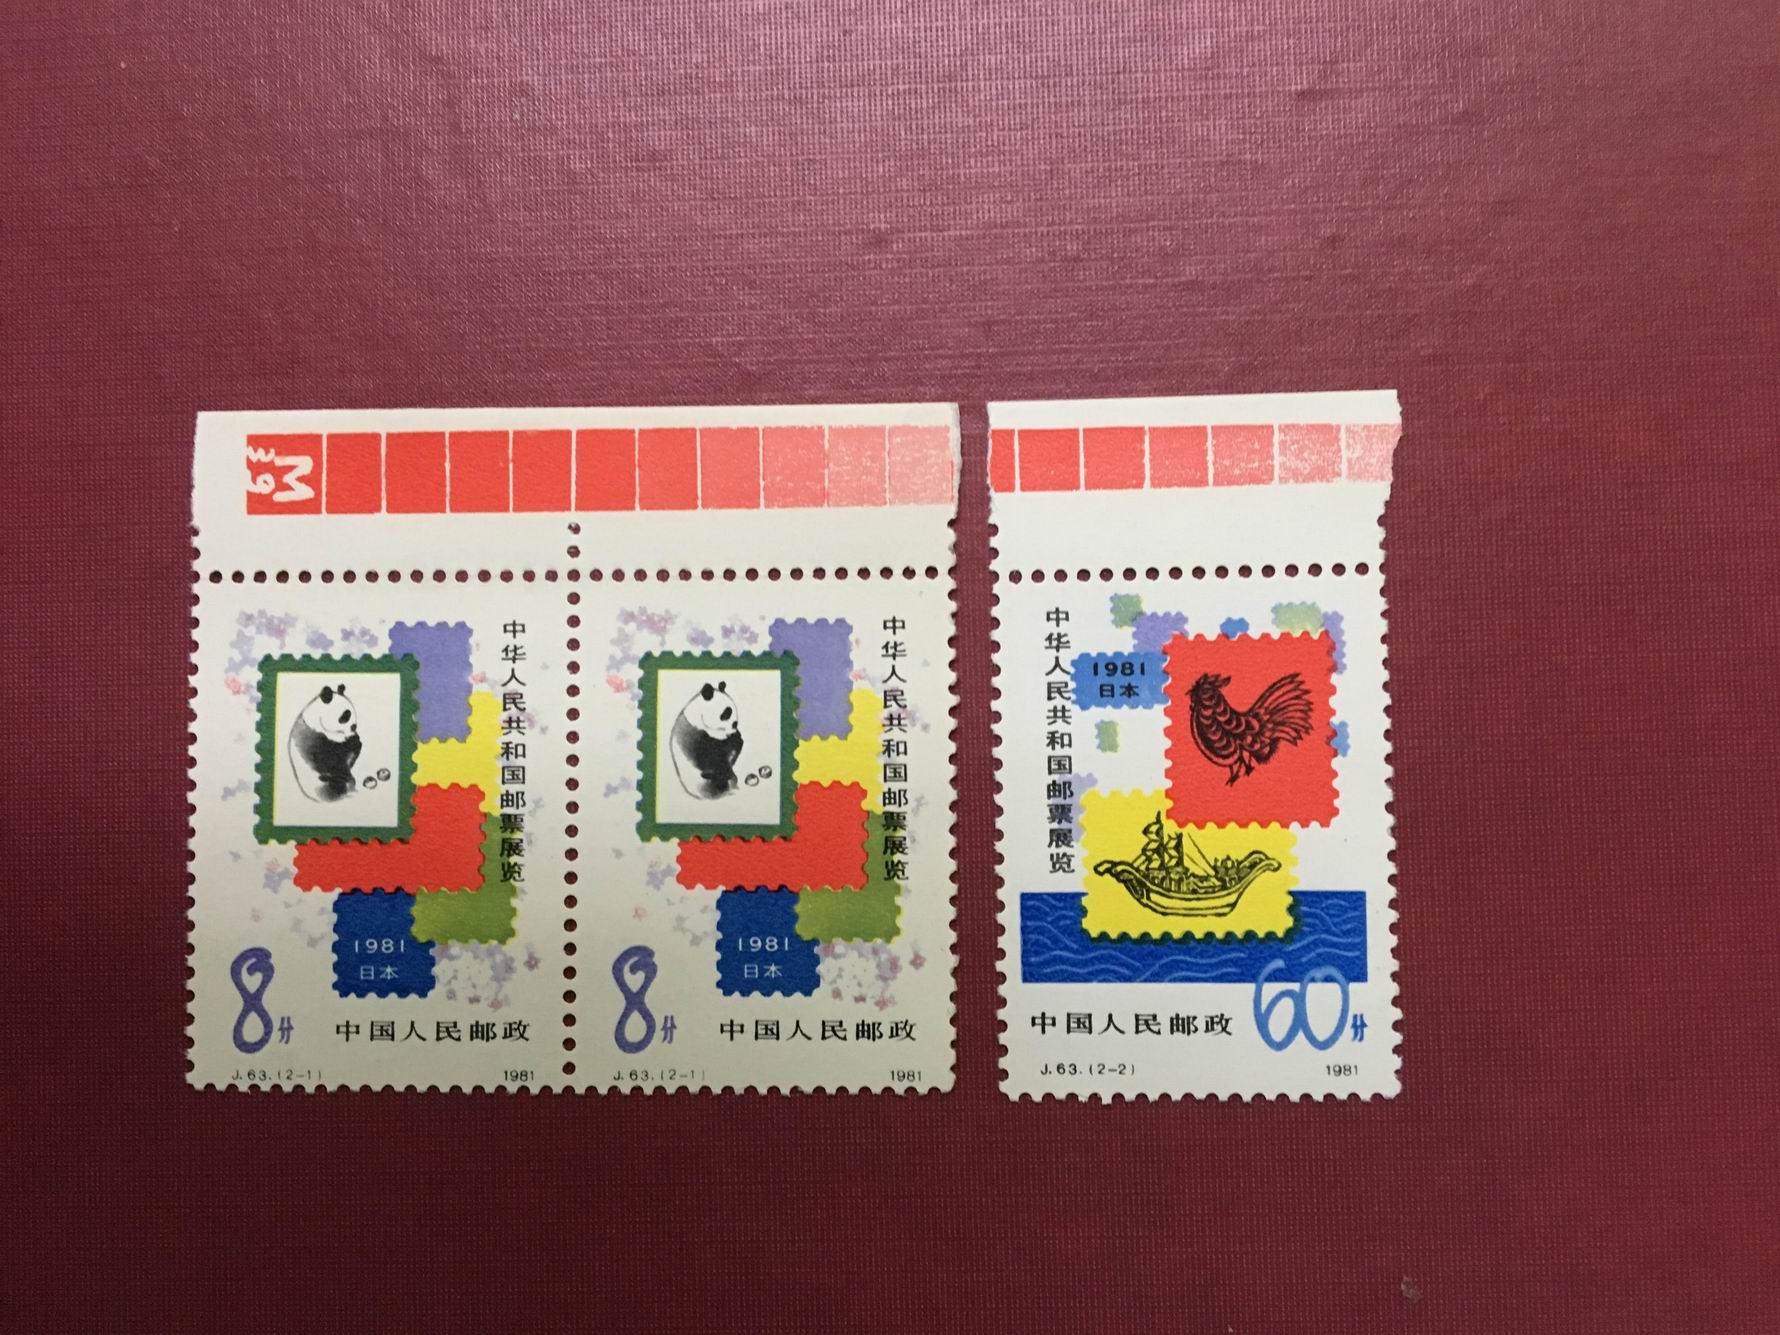 M
39
中华人民共和国邮票展览
1981
日本
8分
中国人民邮政
J.63.(2-1)
1981
中华人民共和国邮票展览
1981
日本
8分
中国人民邮政
J.63.(2-1)
1981
中华人民共和国邮票展览
1981
日本
中国人民邮政
60分
J.63.(2-2)
1981